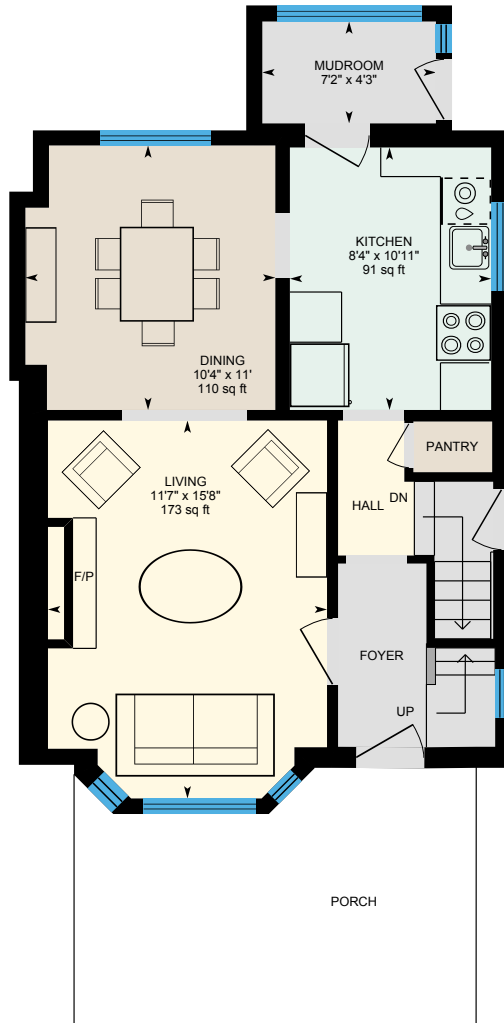 MUDROOM
7'2" x 4'3"
KITCHEN
8'4" x 10'11"
91 sq ft
DINING
10'4" x 11'
110 sq ft
PANTRY
LIVING
11'7" x 15'8"
173 sq ft
DN
HALL
F/P
FOYER
UP
PORCH